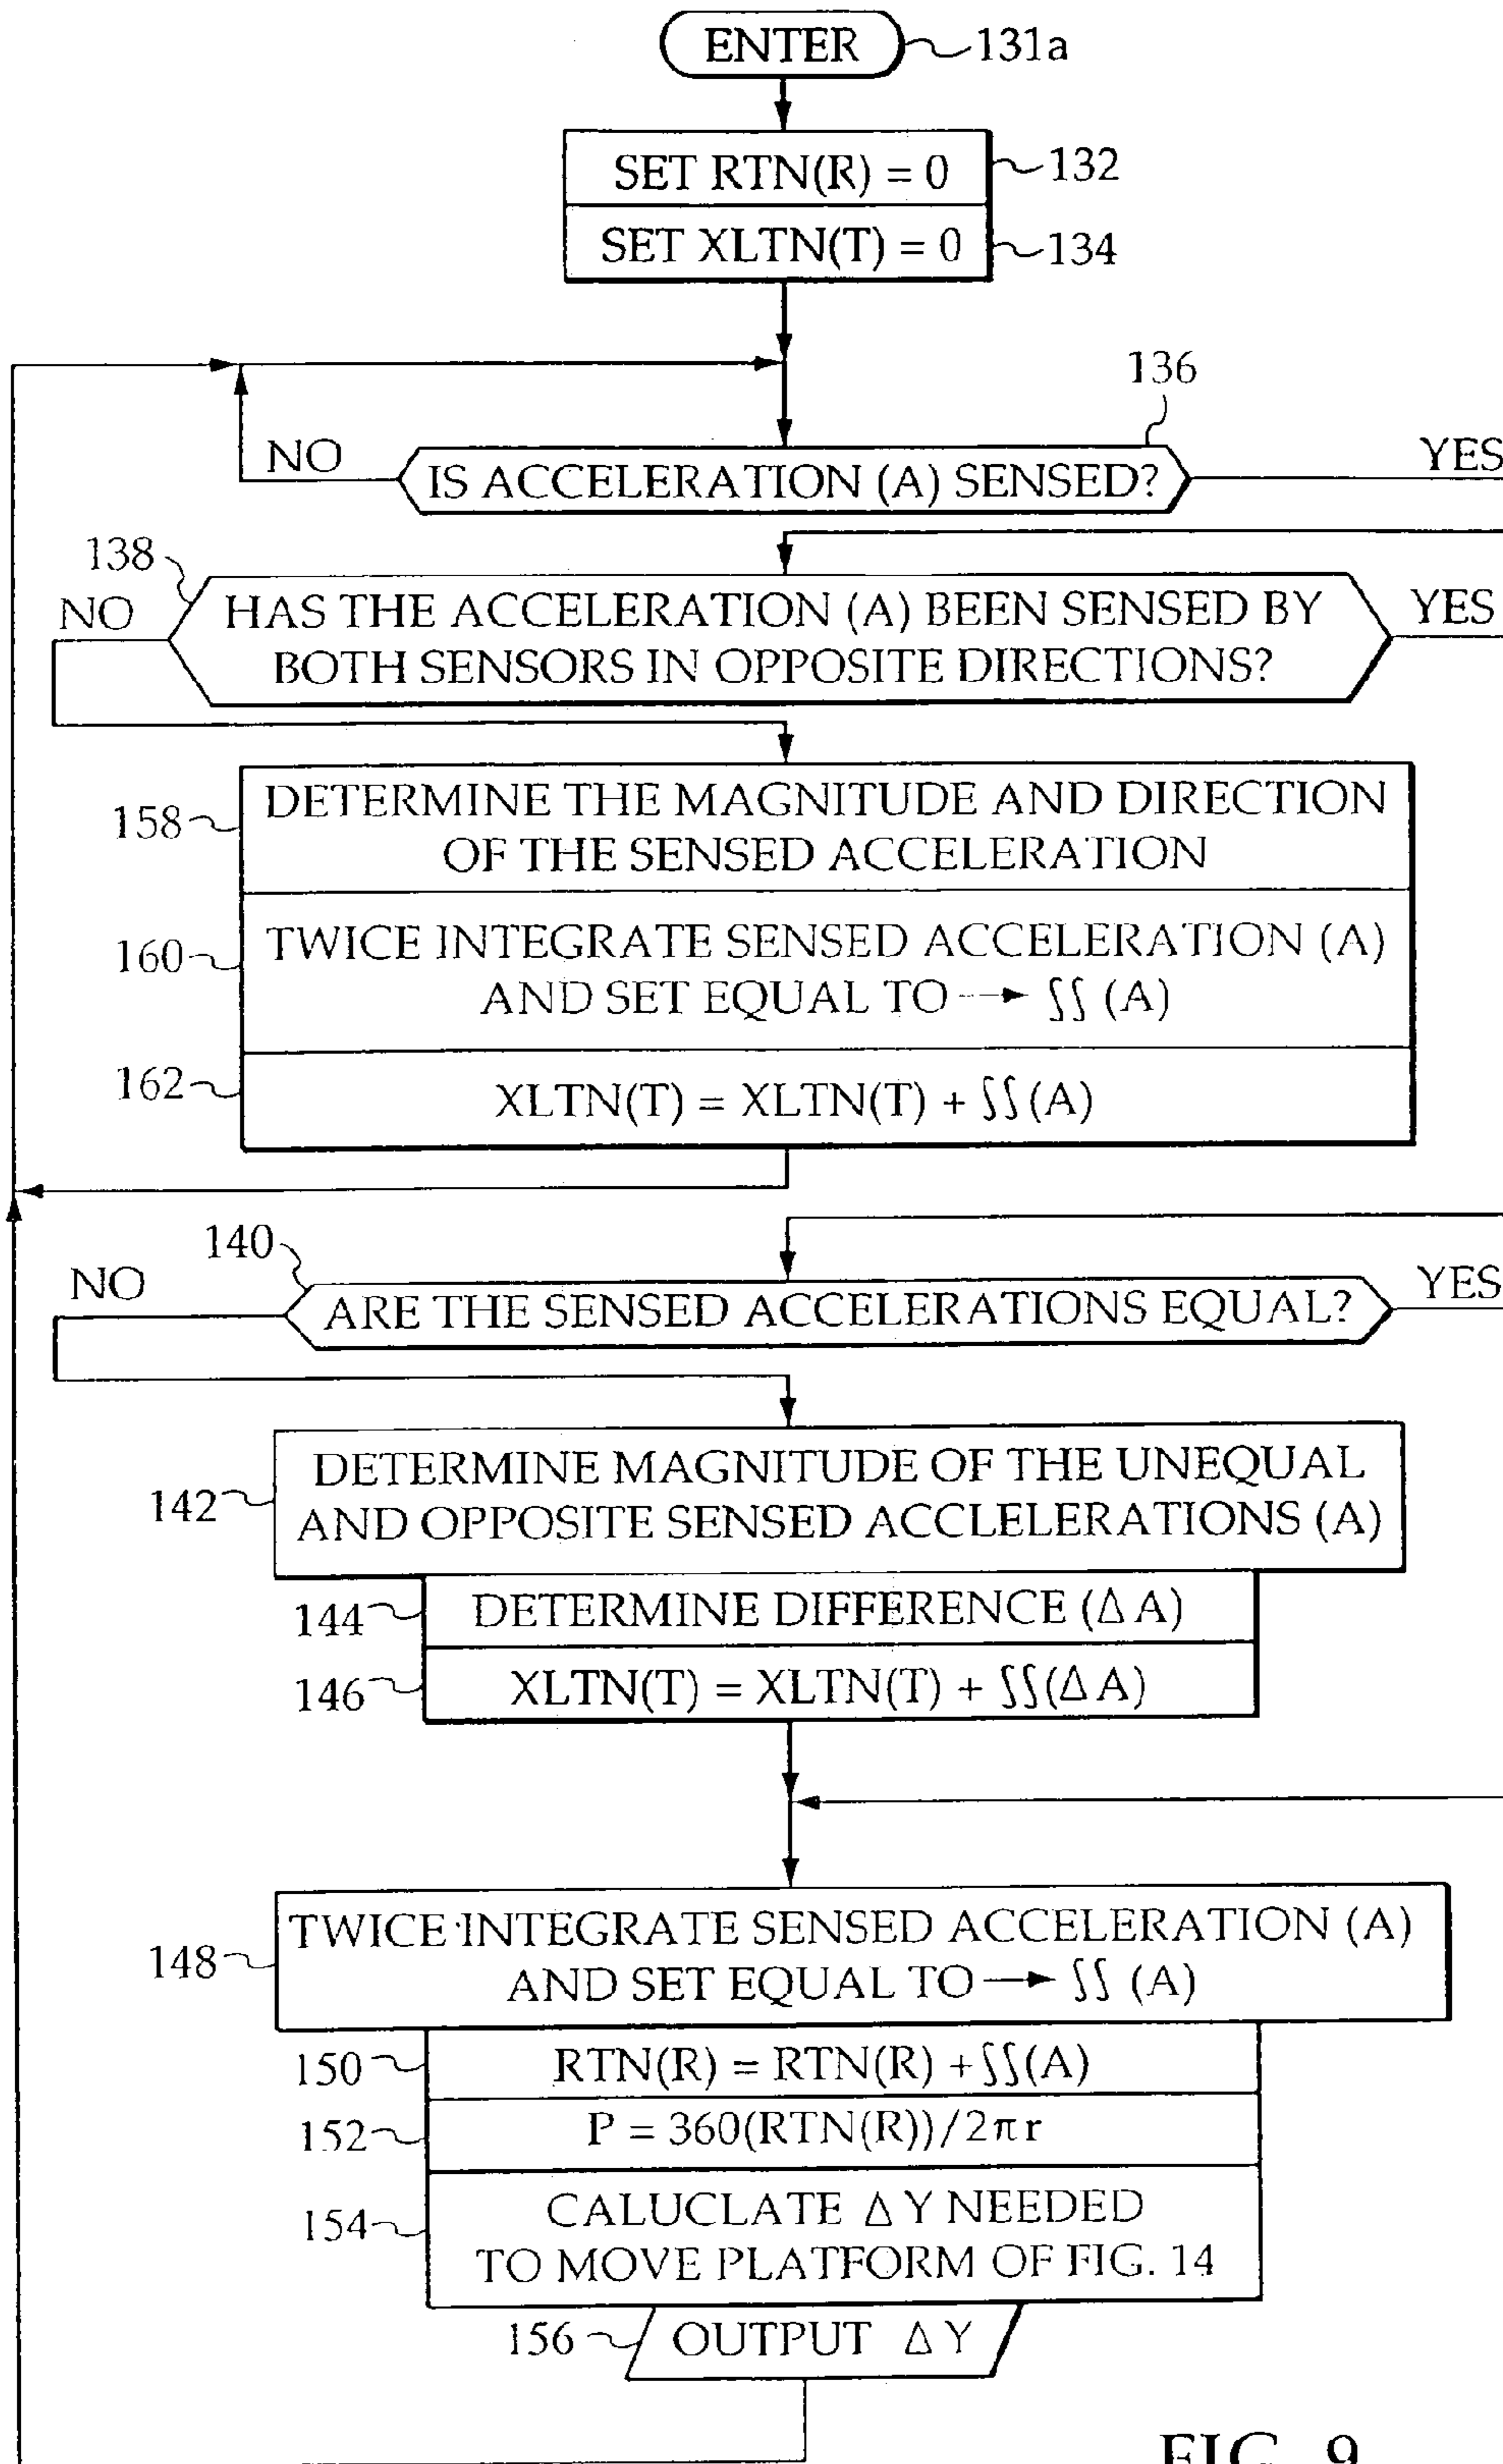 ENTER 131a
SET RTN(R) = 0 132
SET XLTN(T) = 0 134
136
NO
IS ACCELERATION (A) SENSED?
YES
138
NO
HAS THE ACCELERATION (A) BEEN SENSED BY
BOTH SENSORS IN OPPOSITE DIRECTIONS?
YES
158
DETERMINE THE MAGNITUDE AND DIRECTION
OF THE SENSED ACCELERATION
160
TWICE INTEGRATE SENSED ACCELERATION (A)
AND SET EQUAL TO → ∫∫ (A)
162
XLTN(T) = XLTN(T) + ∫∫(A)
140
NO
ARE THE SENSED ACCELERATIONS EQUAL?
YES
142
DETERMINE MAGNITUDE OF THE UNEQUAL
AND OPPOSITE SENSED ACCLELERATIONS (A)
144
DETERMINE DIFFERENCE (Δ A)
146
XLTN(T) = XLTN(T) + ∫∫(Δ A)
148
TWICE INTEGRATE SENSED ACCELERATION (A)
AND SET EQUAL TO → ∫∫ (A)
150
RTN(R) = RTN(R) + ∫∫(A)
152
P = 360(RTN(R))/2πr
154
CALUCLATE Δ Y NEEDED
TO MOVE PLATFORM OF FIG. 14
156
OUTPUT Δ Y
FIG. 9